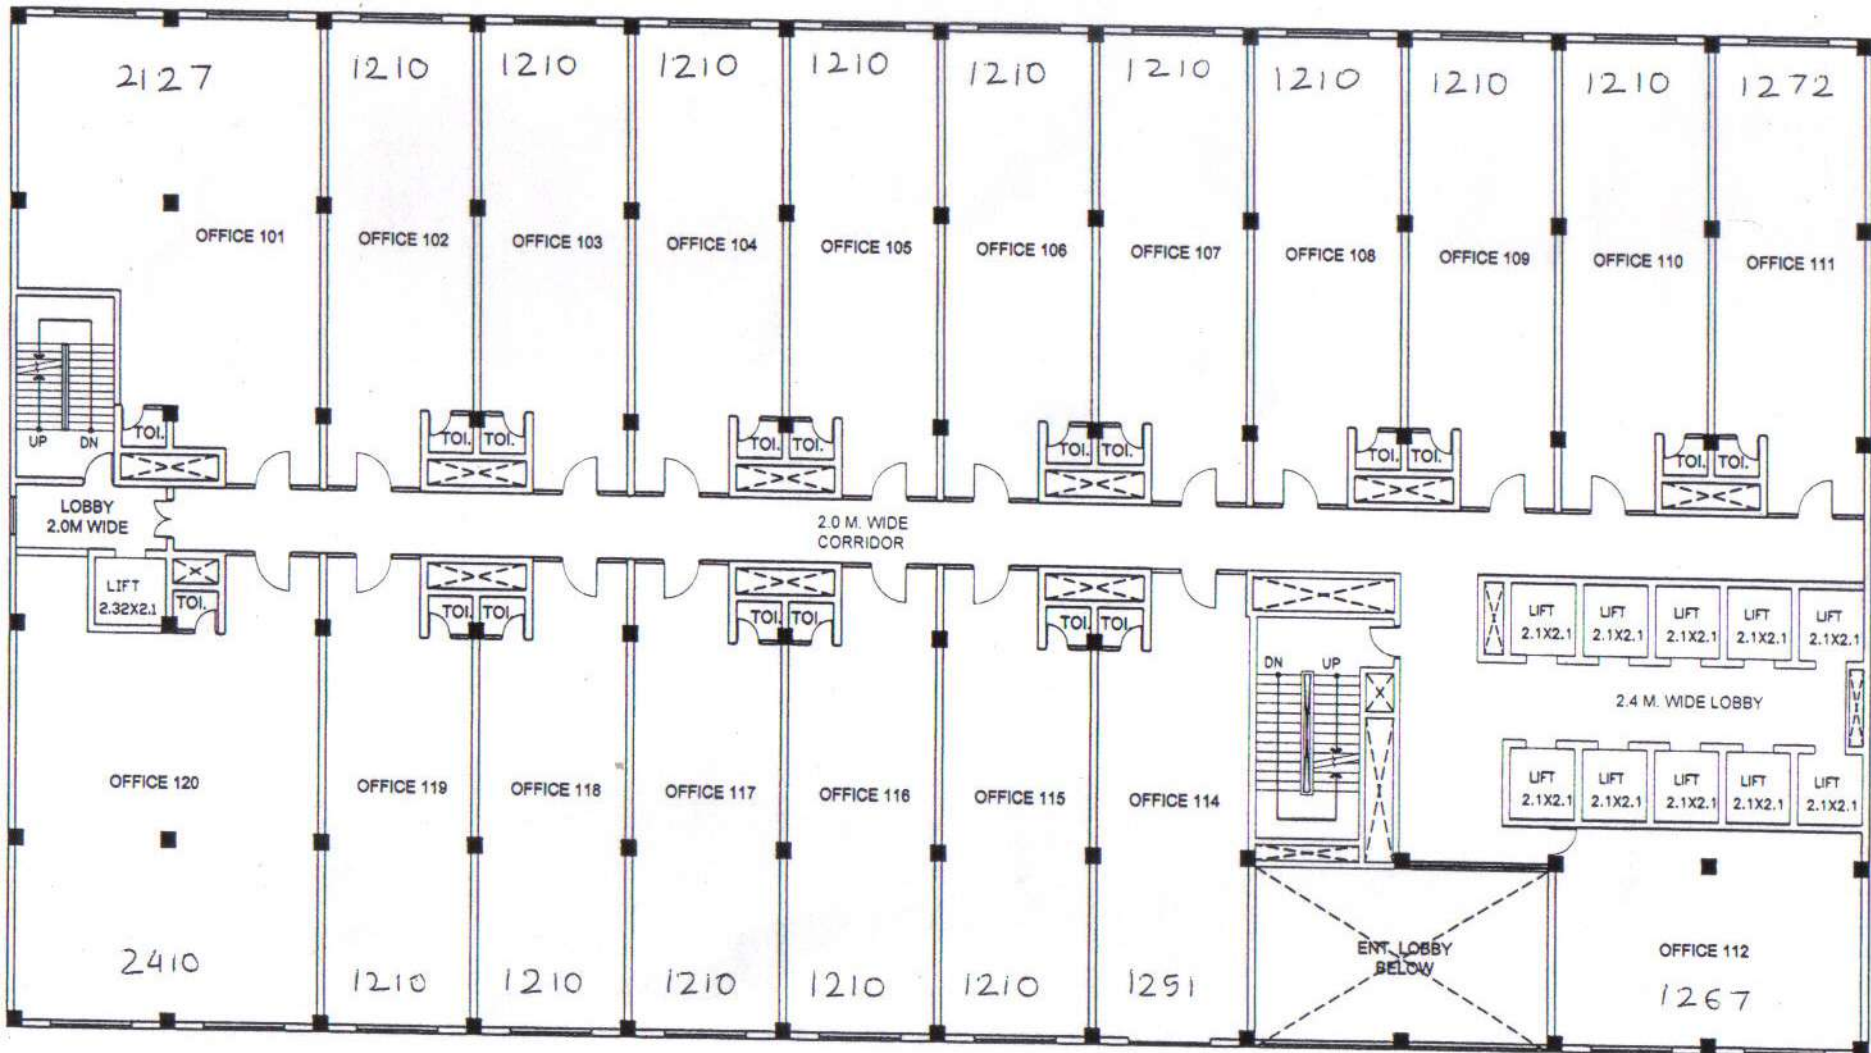 2127
1210
1210
1210
1210
1210
1210
1210
1210
1210
1272
OFFICE 101
OFFICE 102
OFFICE 103
OFFICE 104
OFFICE 105
OFFICE 106
OFFICE 107
OFFICE 108
OFFICE 109
OFFICE 110
OFFICE 111
UP
DN
TOI.
TOI.
TOI.
TOI.
TOI.
TOI.
TOI.
TOI.
TOI.
TOI.
TOI.
LOBBY
2.0M WIDE
2.0 M. WIDE
CORRIDOR
LIFT
2.32X2.1
TOI.
TOI.
TOI.
TOI.
TOI.
TOI.
TOI.
LIFT
2.1X2.1
LIFT
2.1X2.1
LIFT
2.1X2.1
LIFT
2.1X2.1
LIFT
2.1X2.1
DN
UP
2.4 M. WIDE LOBBY
LIFT
2.1X2.1
LIFT
2.1X2.1
LIFT
2.1X2.1
LIFT
2.1X2.1
LIFT
2.1X2.1
OFFICE 120
OFFICE 119
OFFICE 118
OFFICE 117
OFFICE 116
OFFICE 115
OFFICE 114
ENT. LOBBY
BELOW
OFFICE 112
2410
1210
1210
1210
1210
1210
1251
1267